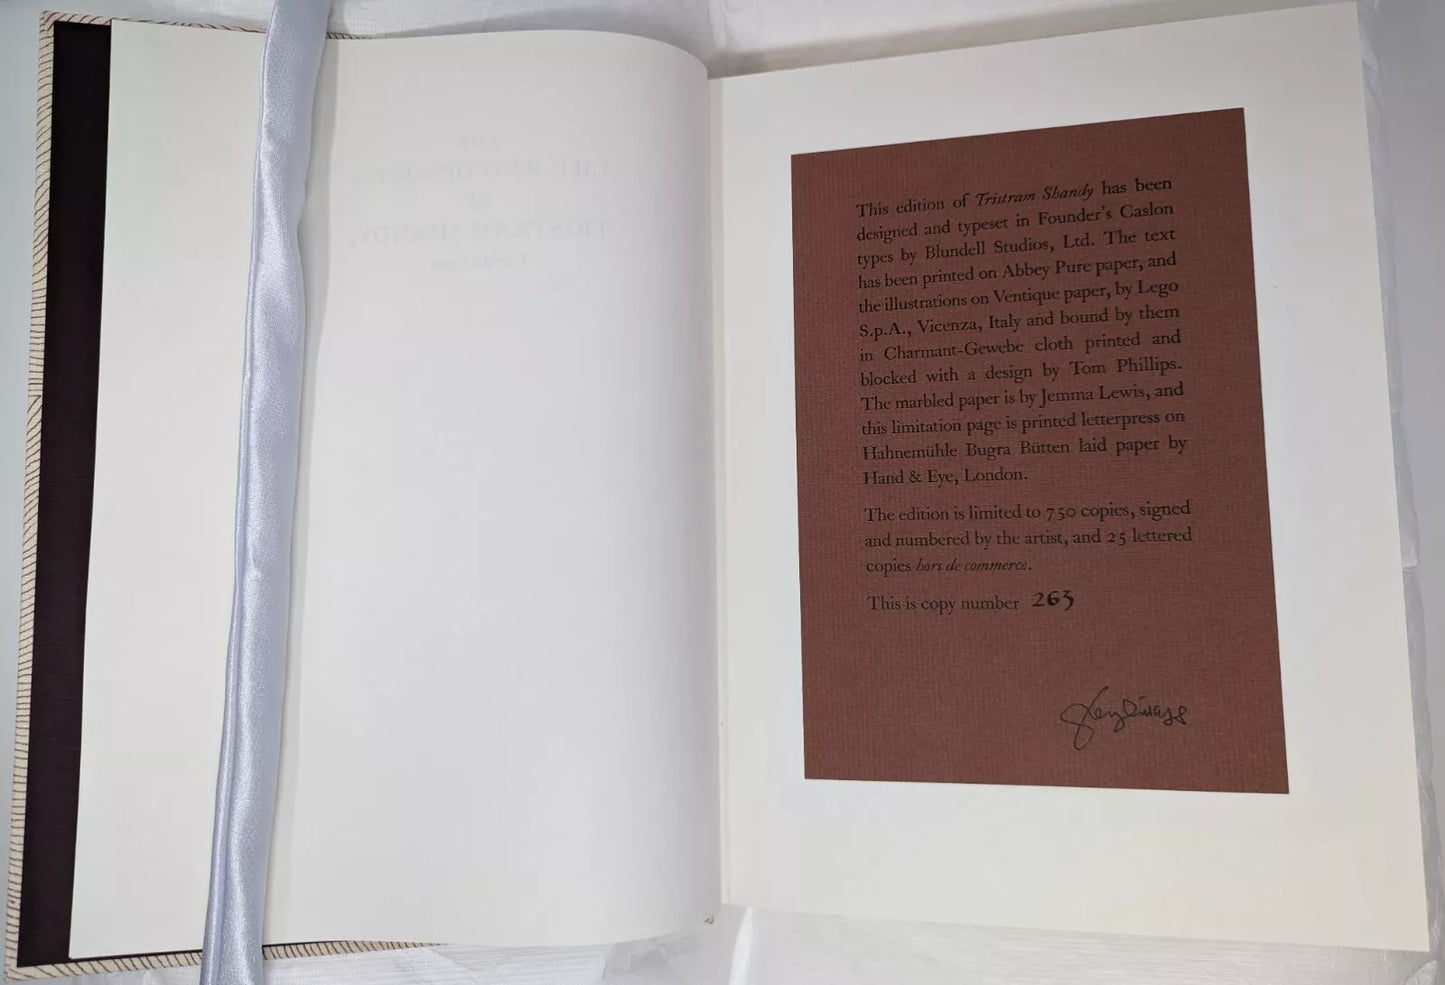 This edition of Tristram Shandy has been
designed and typeset in Founder's Caslon
types by Blundell Studios, Ltd. The text
has been printed on Abbey Pure paper, and
the illustrations on Ventique paper, by Lego
S.p.A., Vicenza, Italy and bound by them
in Charmant-Gewebe cloth printed and
blocked with a design by Tom Phillips.
The marbled paper is by Jemma Lewis, and
this limitation page is printed letterpress on
Hahnemühle Bugra Bütten laid paper by
Hand & Eye, London.
The edition is limited to 750 copies, signed
and numbered by the artist, and 25 lettered
copies hors de commerce.
This is copy number 263